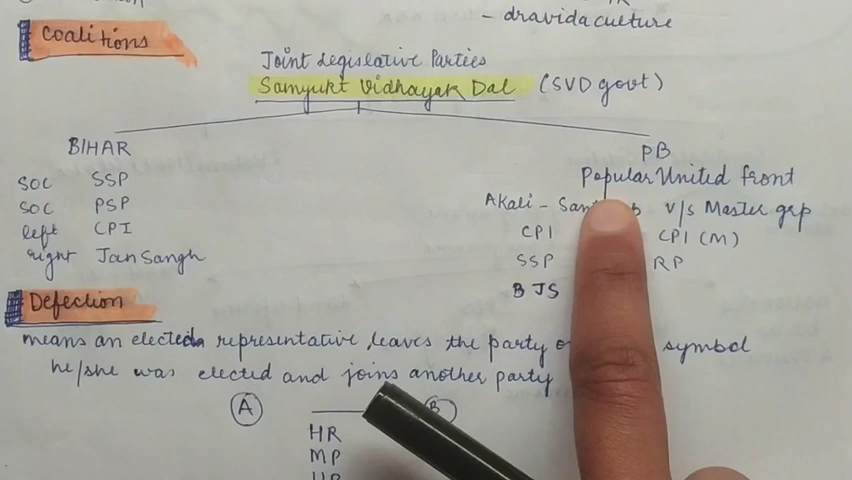 - dravida culture
Coalitions
Joint Legislative Parties
Samyukt Vidhayak Dal (SVD govt)
BIHAR
SOC SSP
SOC PSP
left CPI
right Jan Sangh
PB
Popular United front
Akali - V/s Master grp
CPI CPI (M)
SSP RP
BJS
Defection
means an elected representative leaves the party symbol
he/she was elected and joins another party
A B
HR
MP